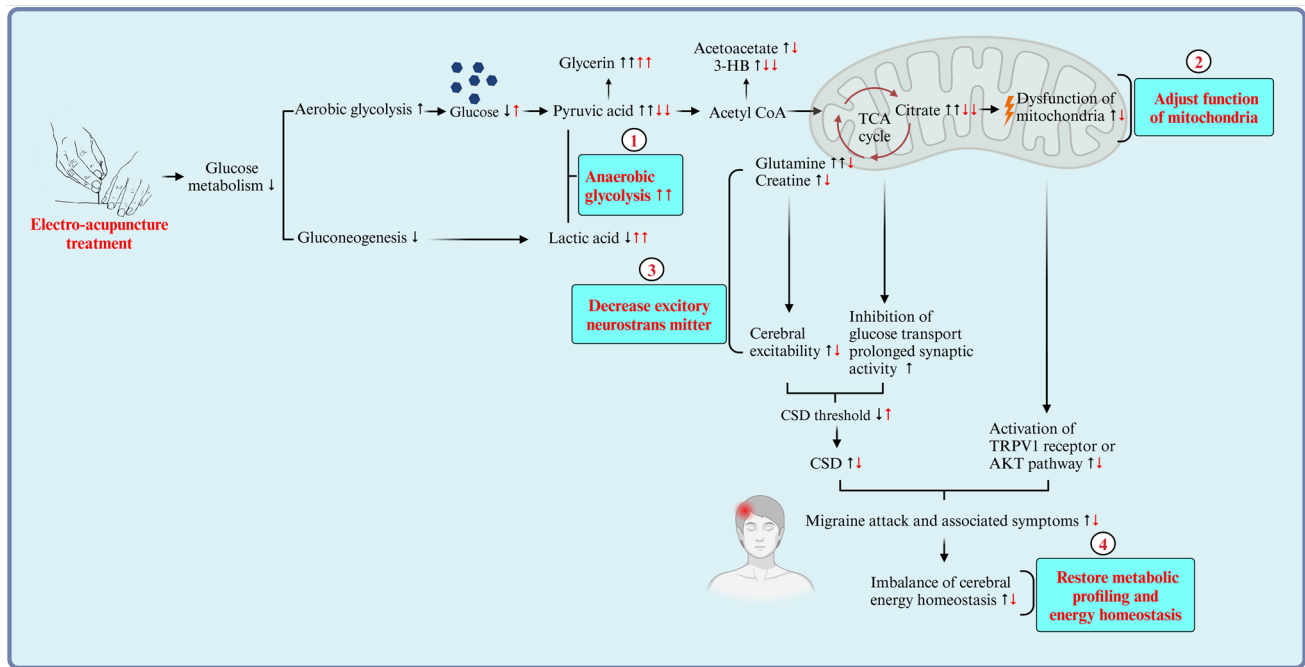 Electro-acupuncture
treatment
Glucose
metabolism ↓
Aerobic glycolysis ↑
Glucose ↓↑
Glycerin ↑↑↑↑
Pyruvic acid ↑↑↓↓
Acetoacetate ↑↓
3-HB ↑↓↓
Acetyl CoA
TCA
cycle
Citrate ↑↑↓↓
Dysfunction of
mitochondria ↑↓
2
Adjust function
of mitochondria
1
Anaerobic
glycolysis ↑↑
Gluconeogenesis ↓
Lactic acid ↓↑↑
Glutamine ↑↑↓
Creatine ↑↓
3
Decrease excitory
neurostrans mitter
Cerebral
excitability ↑↓
Inhibition of
glucose transport
prolonged synaptic
activity ↑
CSD threshold ↓↑
CSD ↑↓
Activation of
TRPV1 receptor or
AKT pathway ↑↓
Migraine attack and associated symptoms ↑↓
Imbalance of cerebral
energy homeostasis ↑↓
4
Restore metabolic
profiling and
energy homeostasis